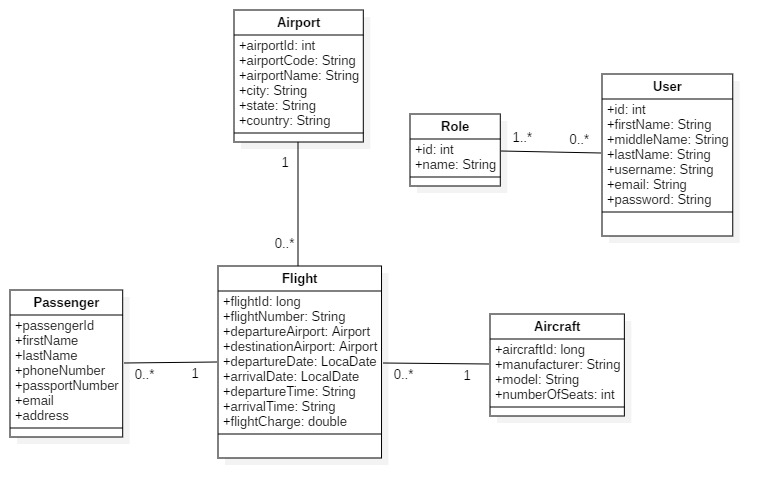 Airport
+airportId: int
+airportCode: String
+airportName: String
+city: String
+state: String
+country: String
1
0..*
Role
+id: int
+name: String
1..*
0..*
User
+id: int
+firstName: String
+middleName: String
+lastName: String
+username: String
+email: String
+password: String
Passenger
+passengerId
+firstName
+lastName
+phoneNumber
+passportNumber
+email
+address
0..*
1
Flight
+flightId: long
+flightNumber: String
+departureAirport: Airport
+destinationAirport: Airport
+departureDate: LocaDate
+arrivalDate: LocalDate
+departureTime: String
+arrivalTime: String
+flightCharge: double
0..*
1
Aircraft
+aircraftId: long
+manufacturer: String
+model: String
+numberOfSeats: int